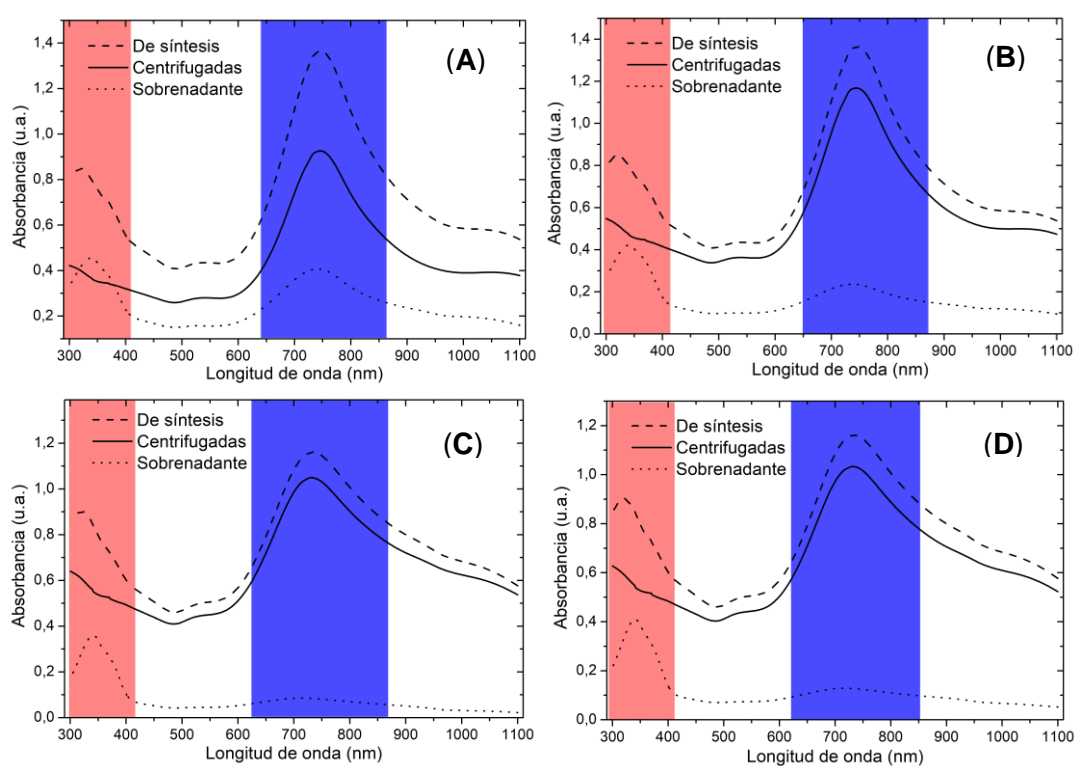 (A)
De síntesis
Centrifugadas
Sobrenadante
Absorbancia (u.a.)
1,4
1,2
1,0
0,8
0,6
0,4
0,2
300 400 500 600 700 800 900 1000 1100
Longitud de onda (nm)
(B)
De síntesis
Centrifugadas
Sobrenadante
Absorbancia (u.a.)
1,4
1,2
1,0
0,8
0,6
0,4
0,2
0,0
300 400 500 600 700 800 900 1000 1100
Longitud de onda (nm)
(C)
De síntesis
Centrifugadas
Sobrenadante
Absorbancia (u.a.)
1,2
1,0
0,8
0,6
0,4
0,2
0,0
300 400 500 600 700 800 900 1000 1100
Longitud de onda (nm)
(D)
De síntesis
Centrifugadas
Sobrenadante
Absorbancia (u.a.)
1,2
1,0
0,8
0,6
0,4
0,2
0,0
300 400 500 600 700 800 900 1000 1100
Longitud de onda (nm)